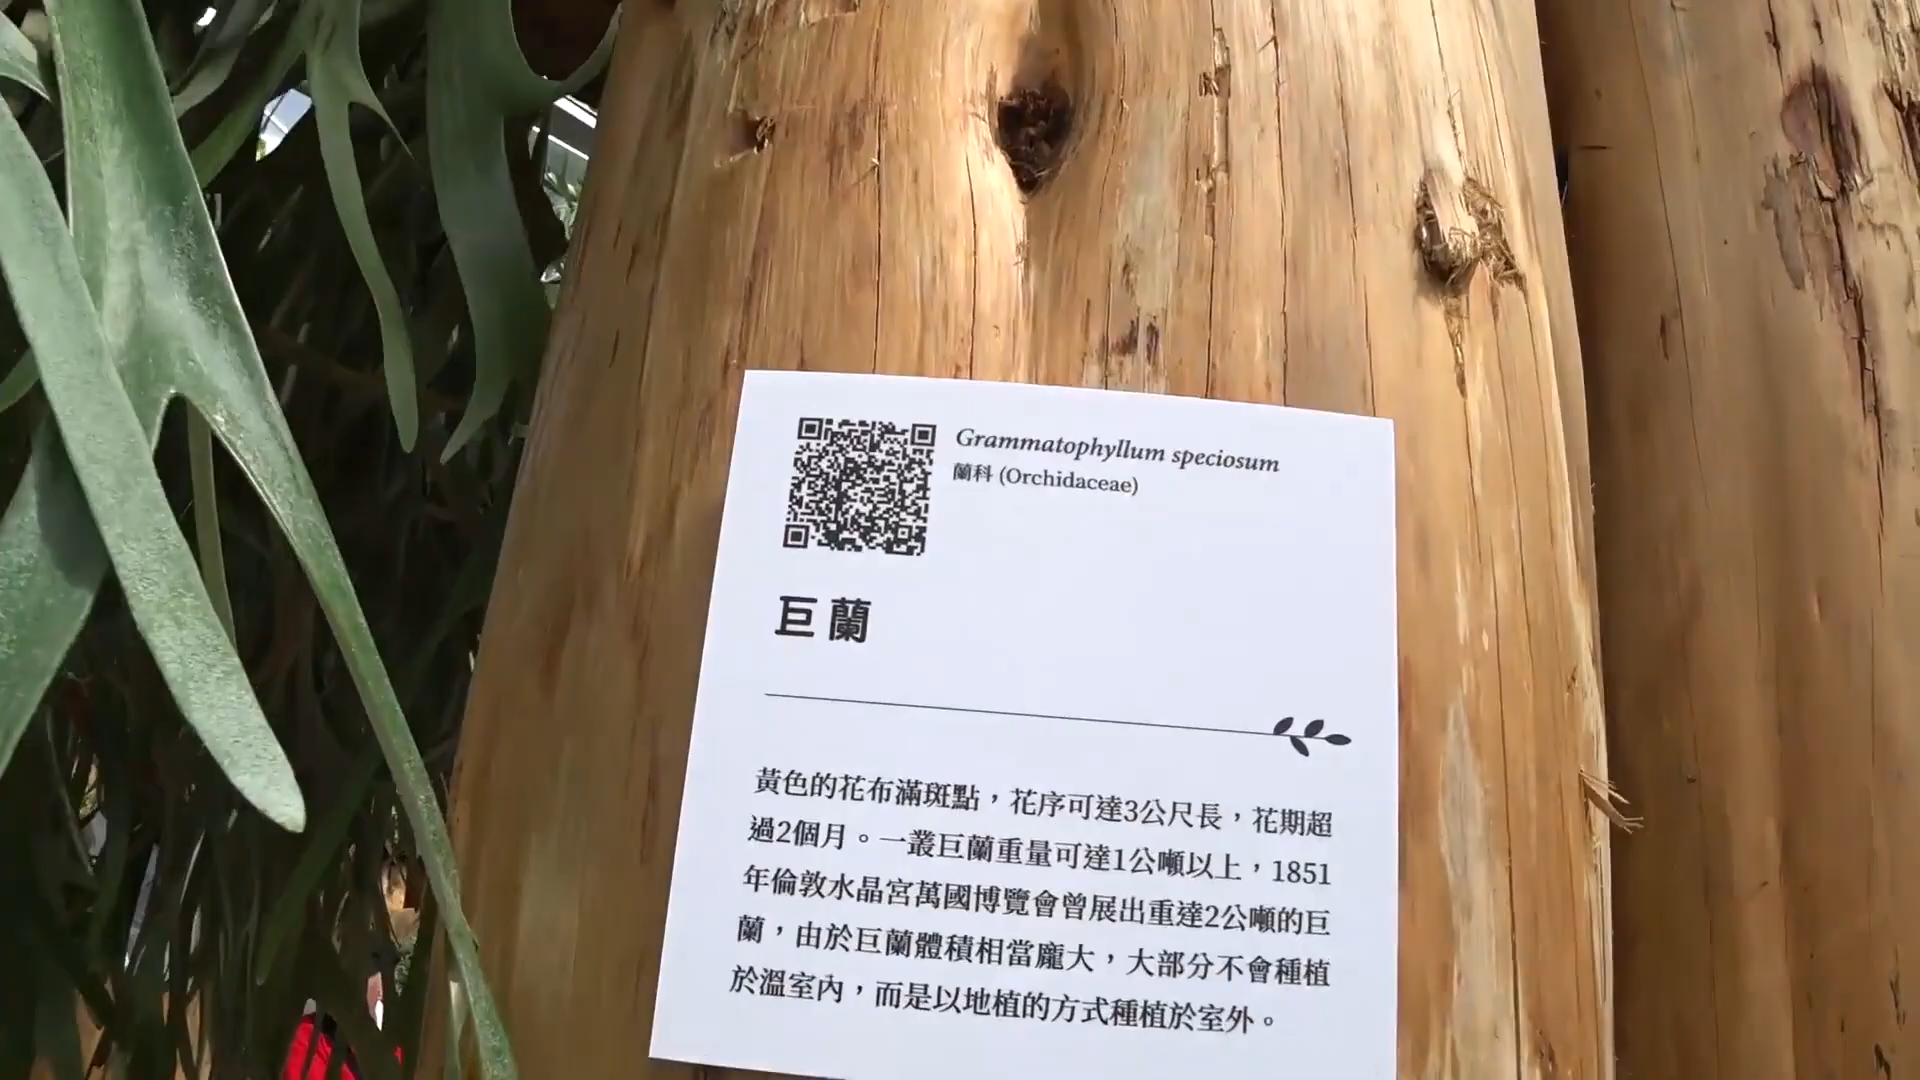 Grammatophyllum speciosum
蘭科 (Orchidaceae)
巨蘭
黃色的花布滿斑點，花序可達3公尺長，花期超
過2個月。一叢巨蘭重量可達1公噸以上，1851
年倫敦水晶宮萬國博覽會曾展出重達2公噸的巨
蘭，由於巨蘭體積相當龐大，大部分不會種植
於溫室內，而是以地植的方式種植於室外。